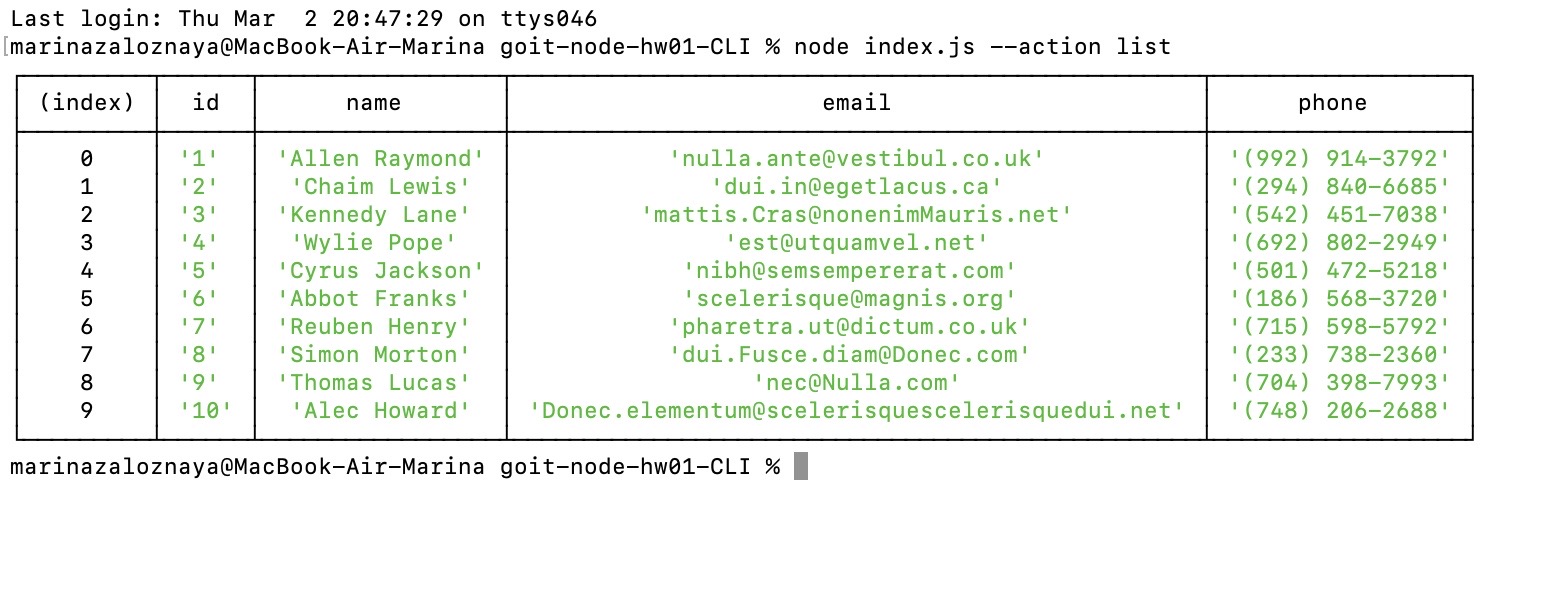 Last login: Thu Mar  2 20:47:29 on ttys046
[marinazaloznaya@MacBook-Air-Marina goit-node-hw01-CLI % node index.js --action list
(index) id name email phone
0 '1' 'Allen Raymond' 'nulla.ante@vestibul.co.uk' '(992) 914-3792'
1 '2' 'Chaim Lewis' 'dui.in@egetlacus.ca' '(294) 840-6685'
2 '3' 'Kennedy Lane' 'mattis.Cras@nonenimMauris.net' '(542) 451-7038'
3 '4' 'Wylie Pope' 'est@utquamvel.net' '(692) 802-2949'
4 '5' 'Cyrus Jackson' 'nibh@semsempererat.com' '(501) 472-5218'
5 '6' 'Abbot Franks' 'scelerisque@magnis.org' '(186) 568-3720'
6 '7' 'Reuben Henry' 'pharetra.ut@dictum.co.uk' '(715) 598-5792'
7 '8' 'Simon Morton' 'dui.Fusce.diam@Donec.com' '(233) 738-2360'
8 '9' 'Thomas Lucas' 'nec@Nulla.com' '(704) 398-7993'
9 '10' 'Alec Howard' 'Donec.elementum@scelerisquescelerisquedui.net' '(748) 206-2688'
marinazaloznaya@MacBook-Air-Marina goit-node-hw01-CLI %